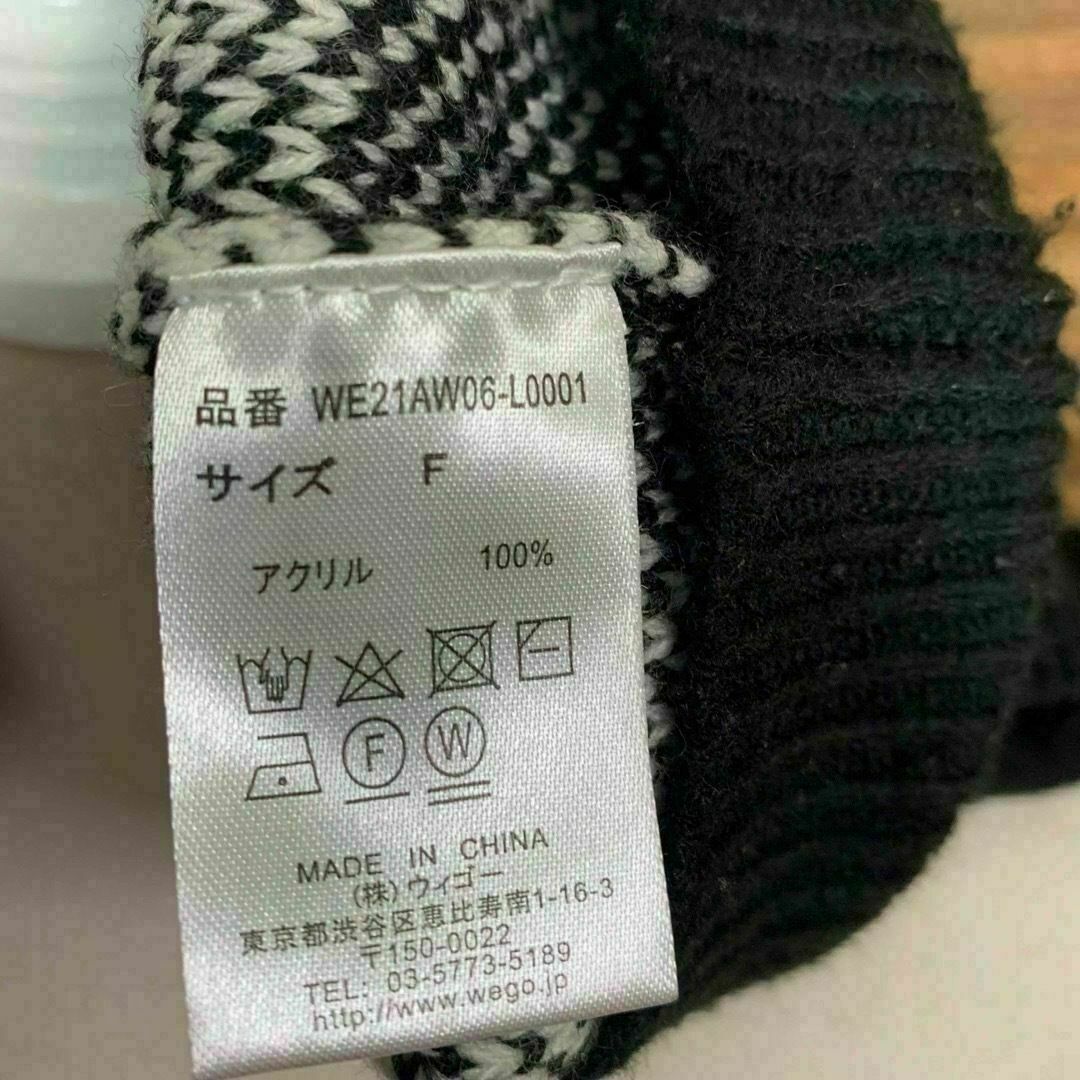 品番 WE21AW06-L0001
サイズ F
アクリル 100%
F W
MADE IN CHINA
(株)ウィゴー
東京都渋谷区恵比寿南1-16-3
〒150-0022
TEL: 03-5773-5189
http://www.wego.jp